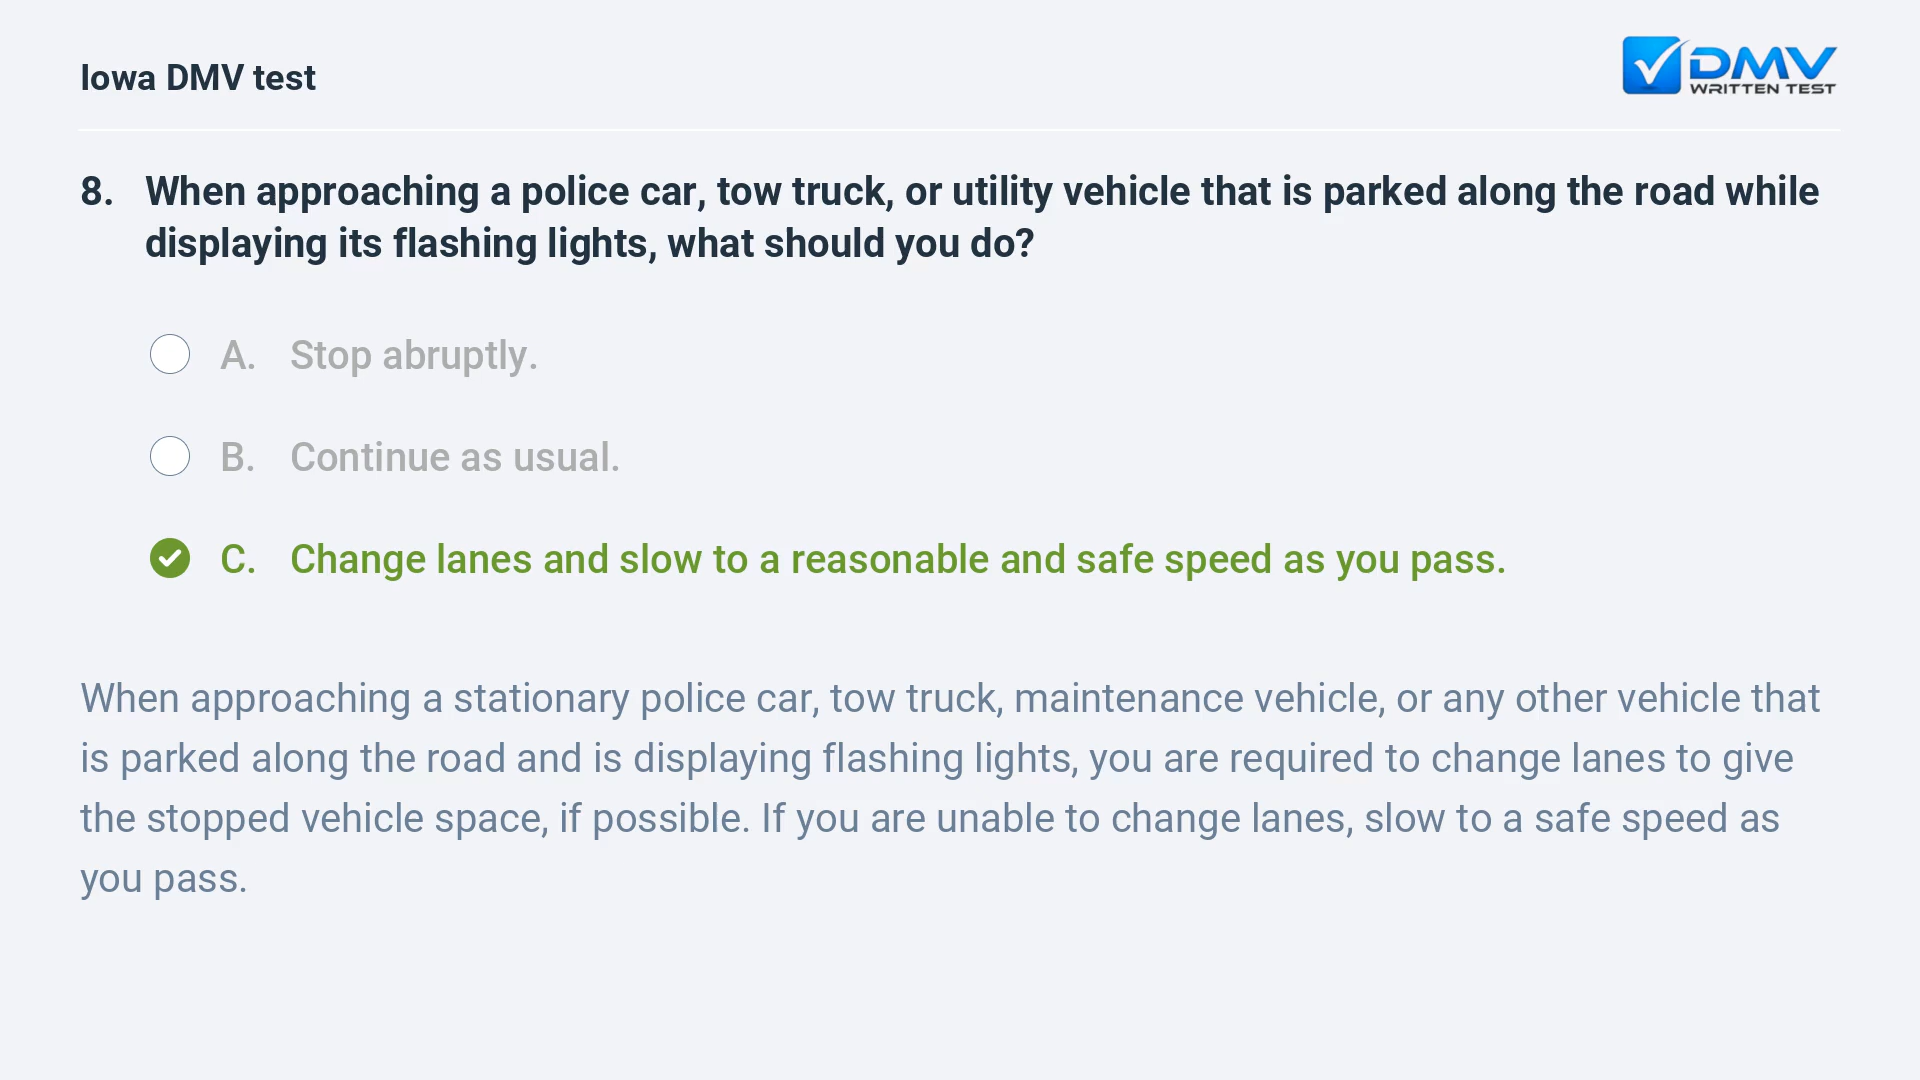 Iowa DMV test
DMV
WRITTEN TEST
8. When approaching a police car, tow truck, or utility vehicle that is parked along the road while
displaying its flashing lights, what should you do?
A. Stop abruptly.
B. Continue as usual.
C. Change lanes and slow to a reasonable and safe speed as you pass.
When approaching a stationary police car, tow truck, maintenance vehicle, or any other vehicle that
is parked along the road and is displaying flashing lights, you are required to change lanes to give
the stopped vehicle space, if possible. If you are unable to change lanes, slow to a safe speed as
you pass.